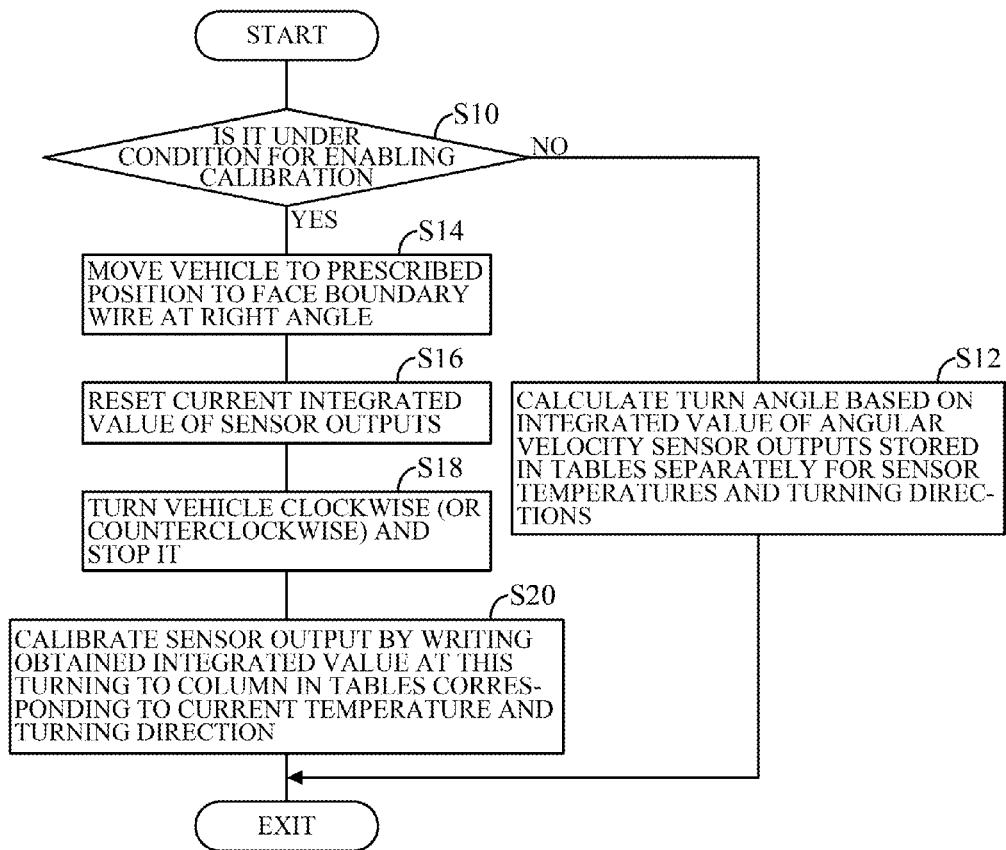 START
S10
IS IT UNDER
CONDITION FOR ENABLING
CALIBRATION
NO
YES
S14
MOVE VEHICLE TO PRESCRIBED
POSITION TO FACE BOUNDARY
WIRE AT RIGHT ANGLE
S16
RESET CURRENT INTEGRATED
VALUE OF SENSOR OUTPUTS
S12
CALCULATE TURN ANGLE BASED ON
INTEGRATED VALUE OF ANGULAR
VELOCITY SENSOR OUTPUTS STORED
IN TABLES SEPARATELY FOR SENSOR
TEMPERATURES AND TURNING DIREC-
TIONS
S18
TURN VEHICLE CLOCKWISE (OR
COUNTERCLOCKWISE) AND
STOP IT
S20
CALIBRATE SENSOR OUTPUT BY WRITING
OBTAINED INTEGRATED VALUE AT THIS
TURNING TO COLUMN IN TABLES CORRES-
PONDING TO CURRENT TEMPERATURE AND
TURNING DIRECTION
EXIT